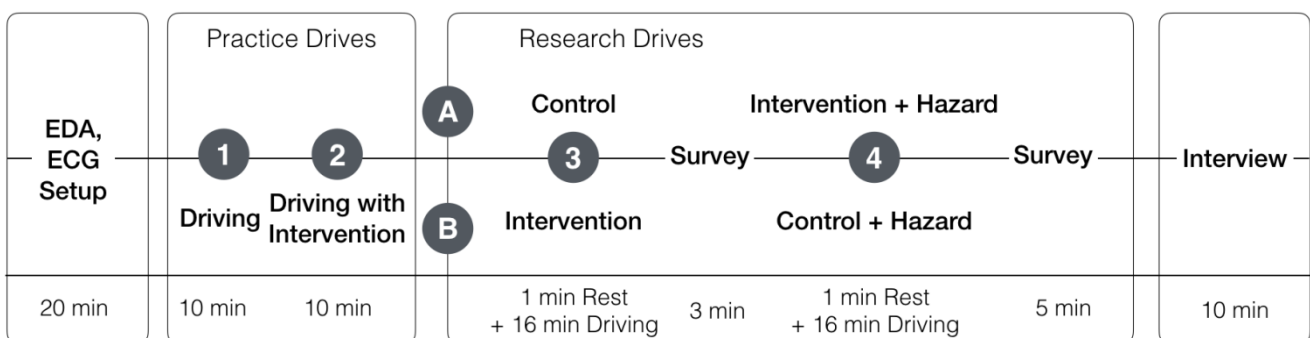 Practice Drives
Research Drives
EDA,
ECG
Setup
1
2
Driving
Driving with
Intervention
A
B
Control
3
Intervention
Survey
Intervention + Hazard
4
Control + Hazard
Survey
Interview
20 min
10 min
10 min
1 min Rest
+ 16 min Driving
3 min
1 min Rest
+ 16 min Driving
5 min
10 min